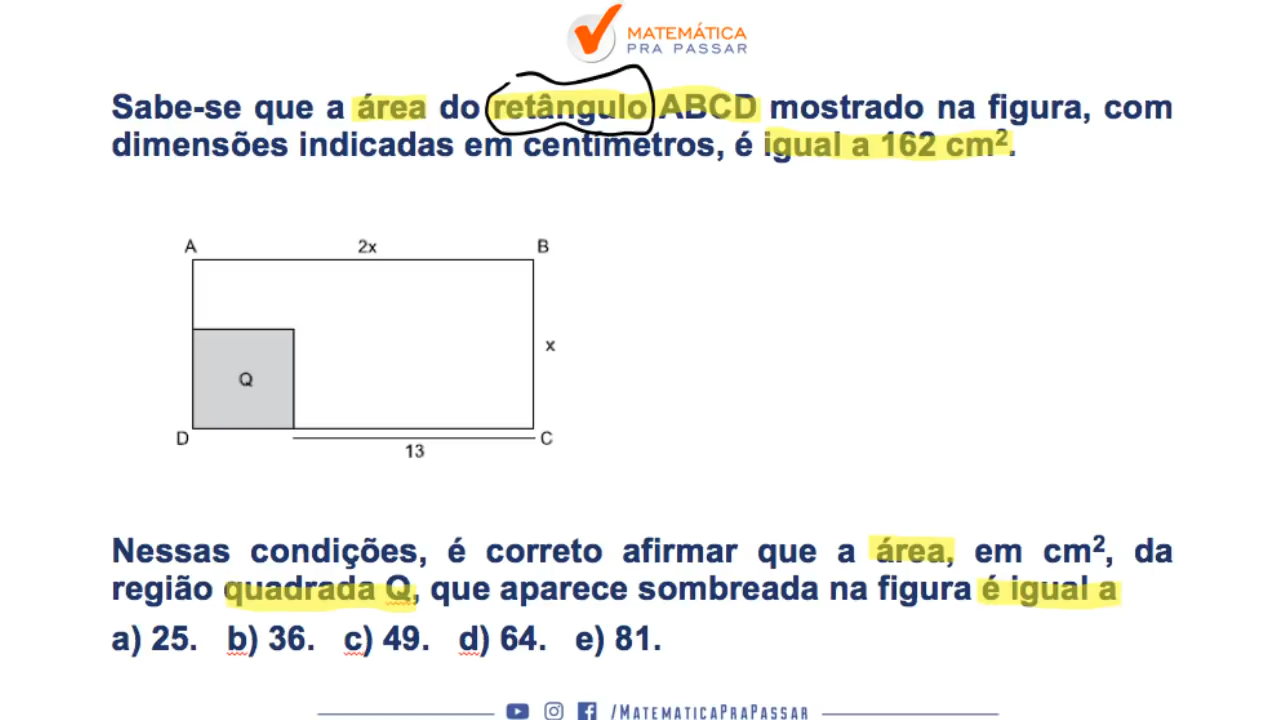 MATEMÁTICA
PRA PASSAR
Sabe-se que a área do retângulo ABCD mostrado na figura, com
dimensões indicadas em centímetros, é igual a 162 cm².
A 2x B
x
Q
D C
13
Nessas condições, é correto afirmar que a área, em cm², da
região quadrada Q, que aparece sombreada na figura é igual a
a) 25. b) 36. c) 49. d) 64. e) 81.
/MATEMATICAPRAPASSAR